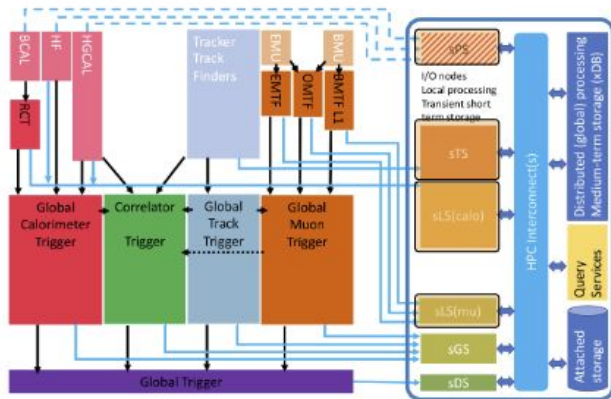 BCAL
HF
HGCAL
Tracker
Track
Finders
EMU
BMU
EMTF
OMTF
BMTF L1
RCT
Global
Calorimeter
Trigger
Correlator
Trigger
Global
Track
Trigger
Global
Muon
Trigger
Global Trigger
sPS
I/O nodes
Local processing
Transient short
term storage
sTS
sLS(calo)
sLS(mu)
sGS
sDS
HPC Interconnect(s)
Distributed (global) processing
Medium-term storage (xDB)
Query
Services
Attached
storage